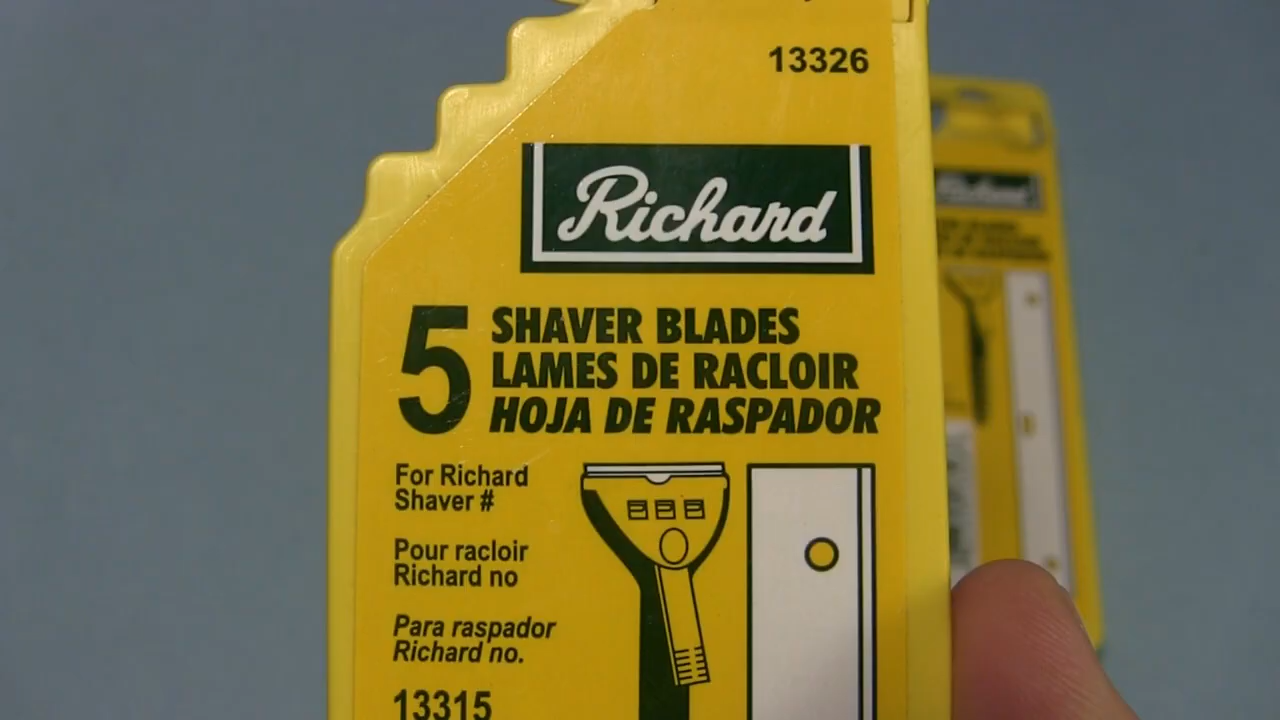 13326
Richard
5
SHAVER BLADES
LAMES DE RACLOIR
HOJA DE RASPADOR
For Richard
Shaver #
Pour racloir
Richard no
Para raspador
Richard no.
13315
Richard